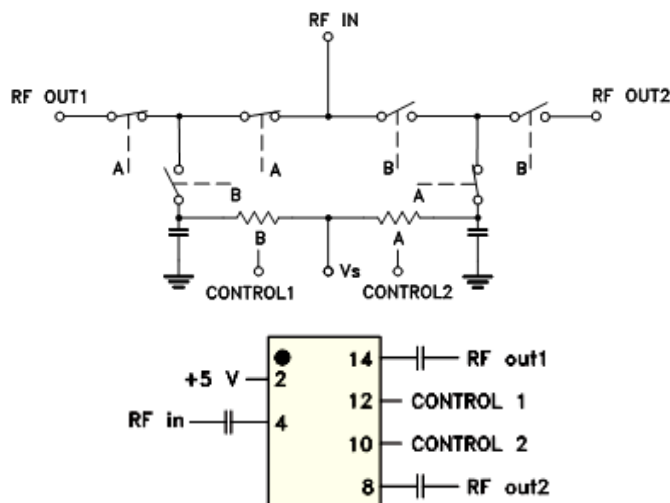 RF IN
RF OUT1
RF OUT2
A
A
B
B
B
A
B
A
CONTROL1
Vs
CONTROL2
14
RF out1
+5 V
2
12
CONTROL 1
RF in
4
10
CONTROL 2
8
RF out2